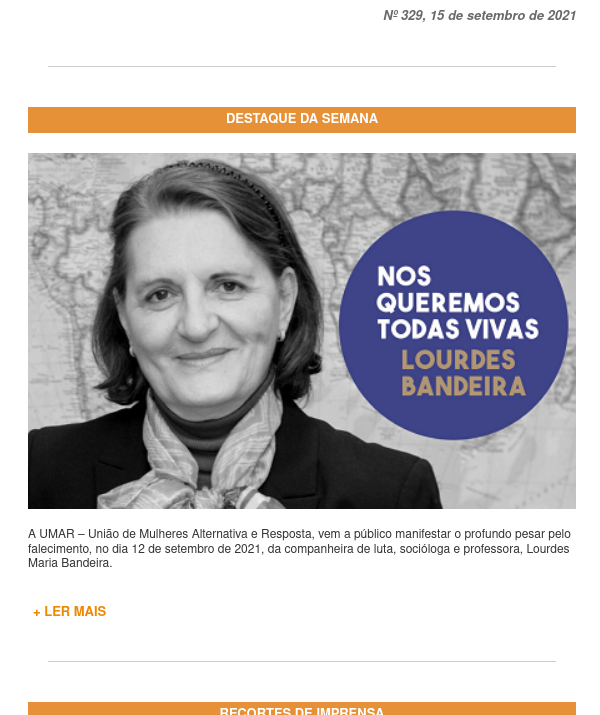 Nº 329, 15 de setembro de 2021
DESTAQUE DA SEMANA
NOS
QUEREMOS
TODAS VIVAS
LOURDES
BANDEIRA
A UMAR – União de Mulheres Alternativa e Resposta, vem a público manifestar o profundo pesar pelo
falecimento, no dia 12 de setembro de 2021, da companheira de luta, socióloga e professora, Lourdes
Maria Bandeira.
+ LER MAIS
RECORTES DE IMPRENSA